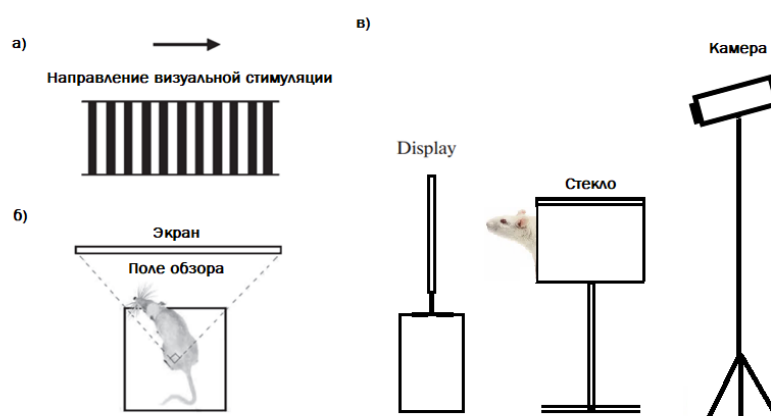 а)
Направление визуальной стимуляции
б)
Экран
Поле обзора
в)
Камера
Display
Стекло